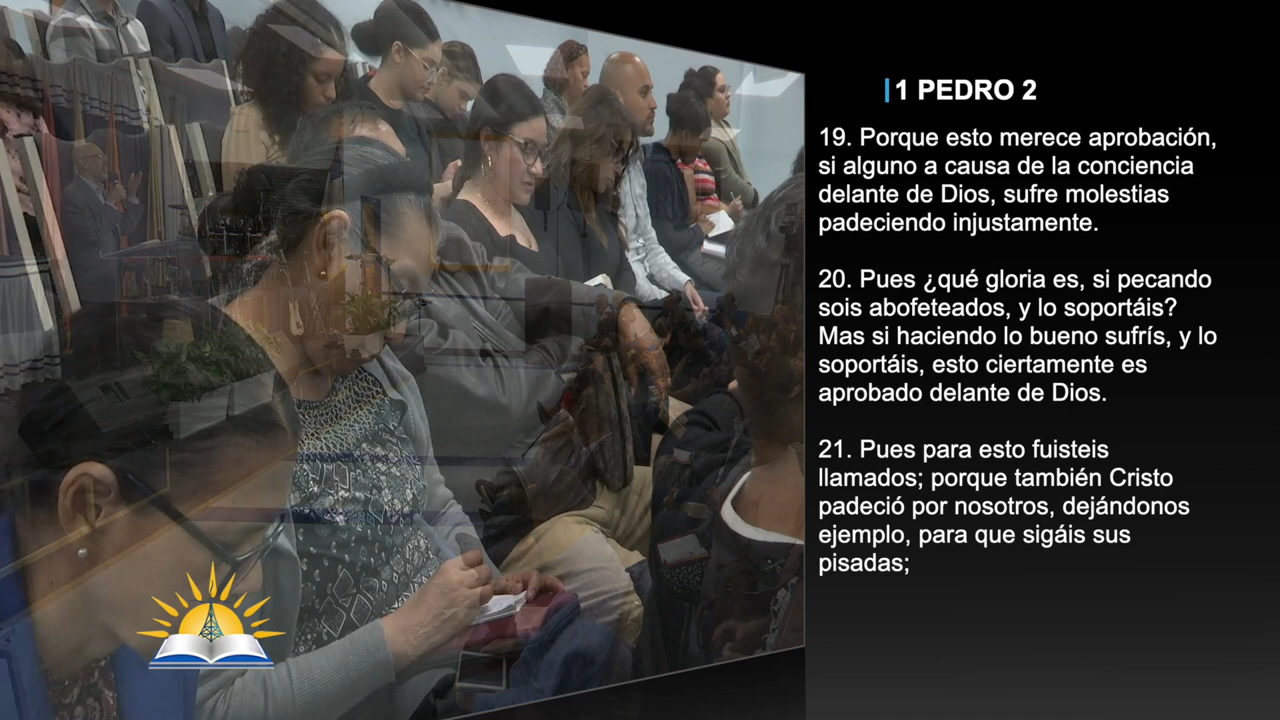 1 PEDRO 2
19. Porque esto merece aprobación,
si alguno a causa de la conciencia
delante de Dios, sufre molestias
padeciendo injustamente.
20. Pues ¿qué gloria es, si pecando
sois abofeteados, y lo soportáis?
Mas si haciendo lo bueno sufrís, y lo
soportáis, esto ciertamente es
aprobado delante de Dios.
21. Pues para esto fuisteis
llamados; porque también Cristo
padeció por nosotros, dejándonos
ejemplo, para que sigáis sus
pisadas;